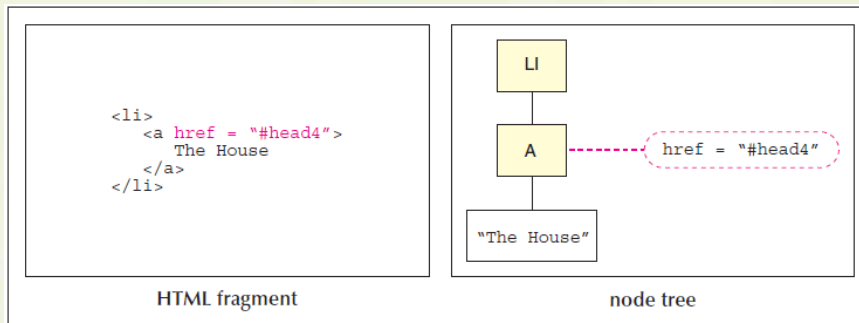 <li>
<a href = “#head4”>
The House
</a>
</li>
HTML fragment
LI
A
href = “#head4”
“The House”
node tree